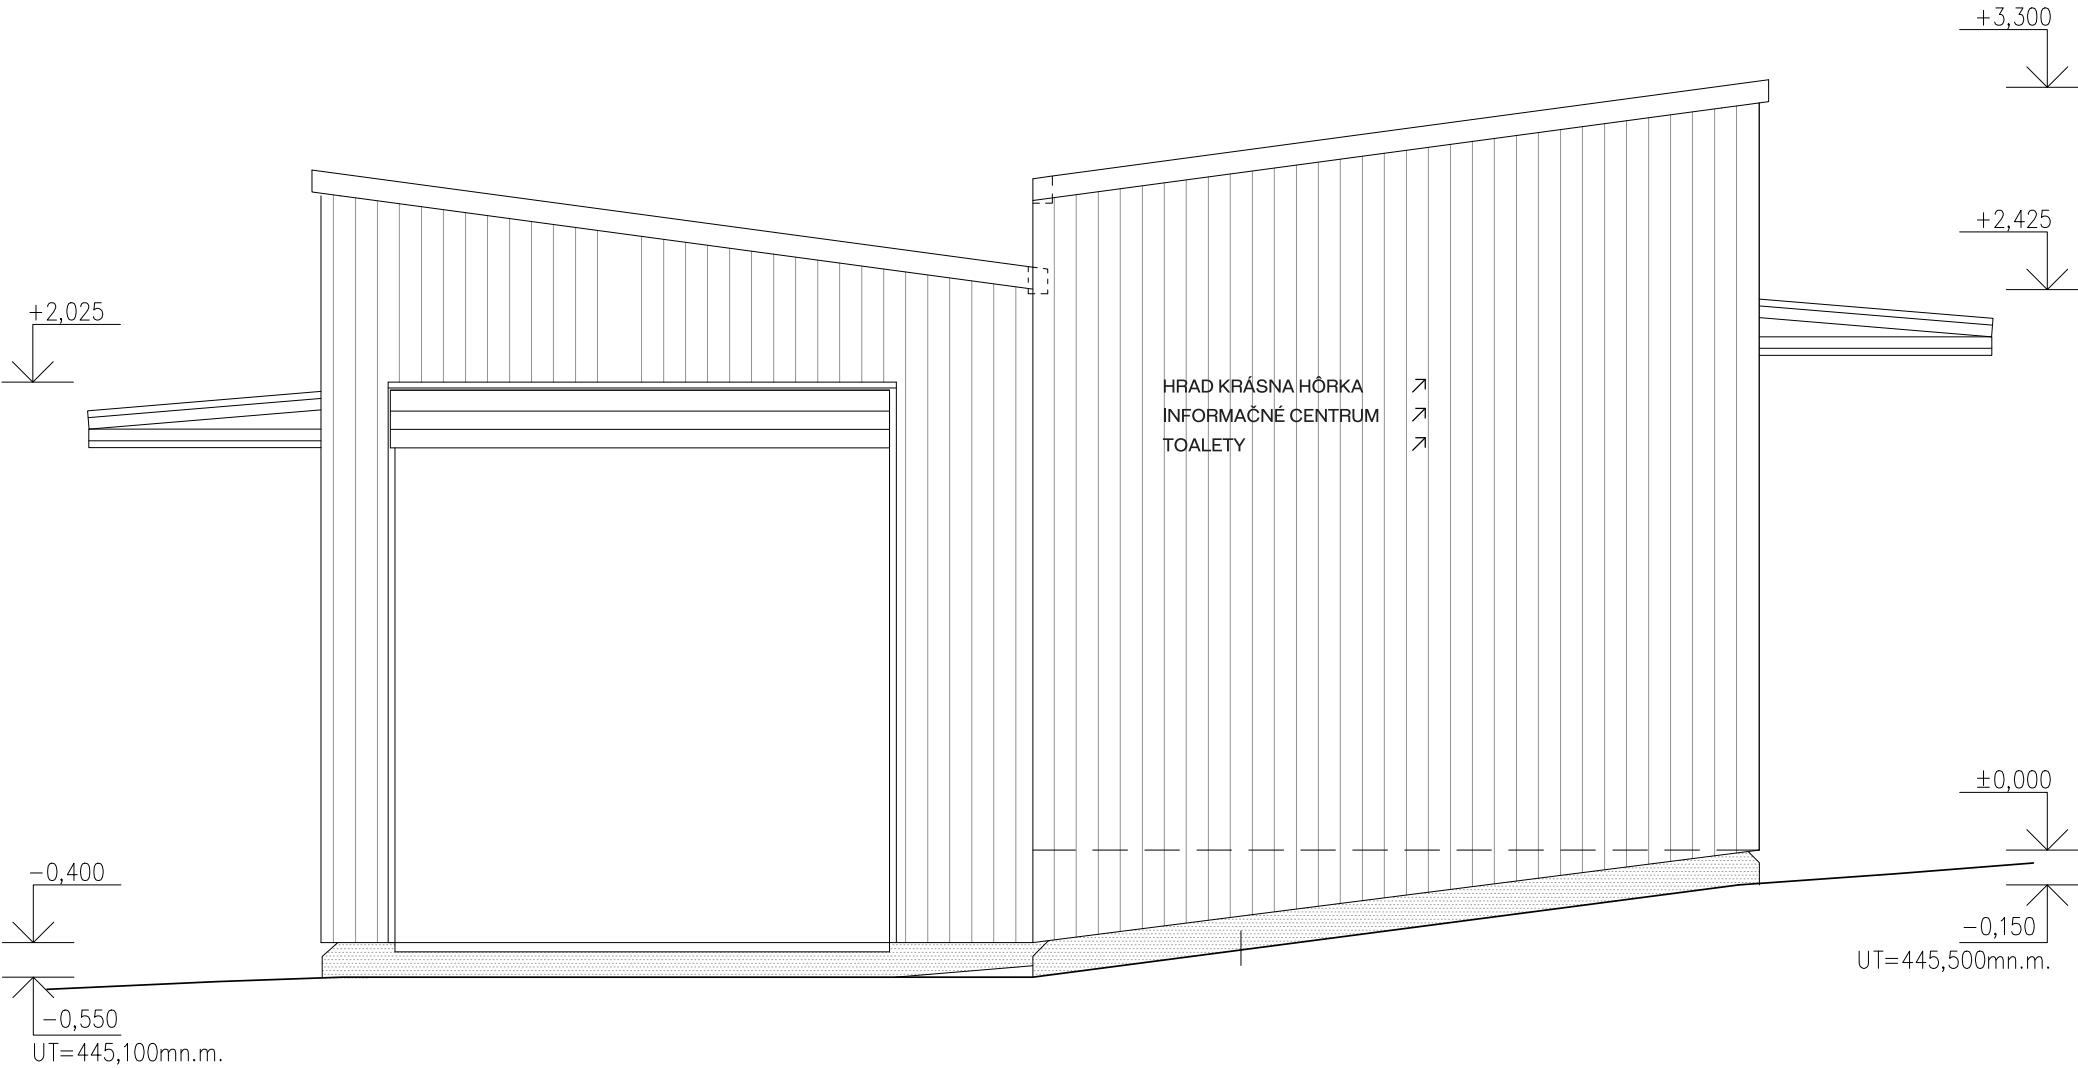 +3,300
+2,425
+2,025
HRAD KRÁSNA HÔRKA ↗
INFORMAČNÉ CENTRUM ↗
TOALETY ↗
±0,000
-0,400
-0,150
UT=445,500mn.m.
-0,550
UT=445,100mn.m.